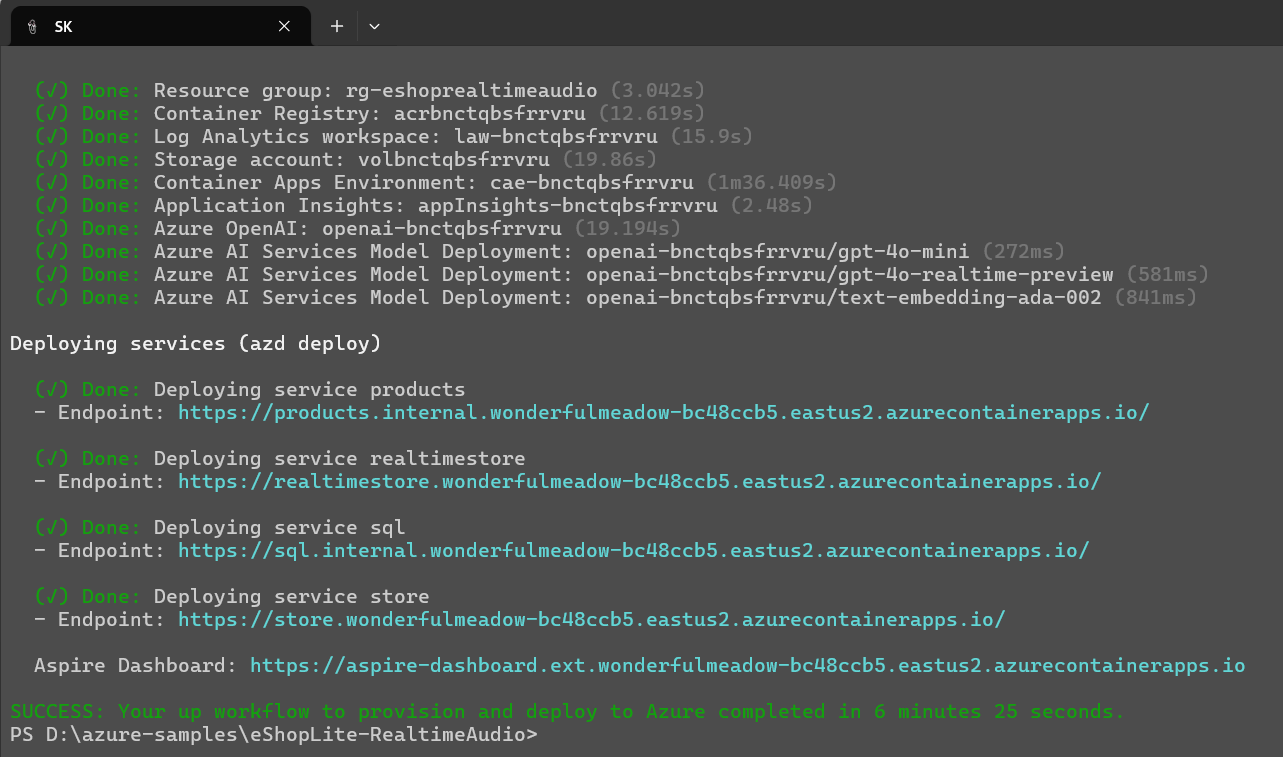 SK
(√) Done: Resource group: rg-eshoprealtimeaudio (3.042s)
(√) Done: Container Registry: acrbnctqbsfrrvru (12.619s)
(√) Done: Log Analytics workspace: law-bnctqbsfrrvru (15.9s)
(√) Done: Storage account: volbnctqbsfrrvru (19.86s)
(√) Done: Container Apps Environment: cae-bnctqbsfrrvru (1m36.409s)
(√) Done: Application Insights: appInsights-bnctqbsfrrvru (2.48s)
(√) Done: Azure OpenAI: openai-bnctqbsfrrvru (19.194s)
(√) Done: Azure AI Services Model Deployment: openai-bnctqbsfrrvru/gpt-4o-mini (272ms)
(√) Done: Azure AI Services Model Deployment: openai-bnctqbsfrrvru/gpt-4o-realtime-preview (581ms)
(√) Done: Azure AI Services Model Deployment: openai-bnctqbsfrrvru/text-embedding-ada-002 (841ms)
Deploying services (azd deploy)
(√) Done: Deploying service products
- Endpoint: https://products.internal.wonderfulmeadow-bc48ccb5.eastus2.azurecontainerapps.io/
(√) Done: Deploying service realtimestore
- Endpoint: https://realtimestore.wonderfulmeadow-bc48ccb5.eastus2.azurecontainerapps.io/
(√) Done: Deploying service sql
- Endpoint: https://sql.internal.wonderfulmeadow-bc48ccb5.eastus2.azurecontainerapps.io/
(√) Done: Deploying service store
- Endpoint: https://store.wonderfulmeadow-bc48ccb5.eastus2.azurecontainerapps.io/
Aspire Dashboard: https://aspire-dashboard.ext.wonderfulmeadow-bc48ccb5.eastus2.azurecontainerapps.io
SUCCESS: Your up workflow to provision and deploy to Azure completed in 6 minutes 25 seconds.
PS D:\azure-samples\eShopLite-RealtimeAudio>